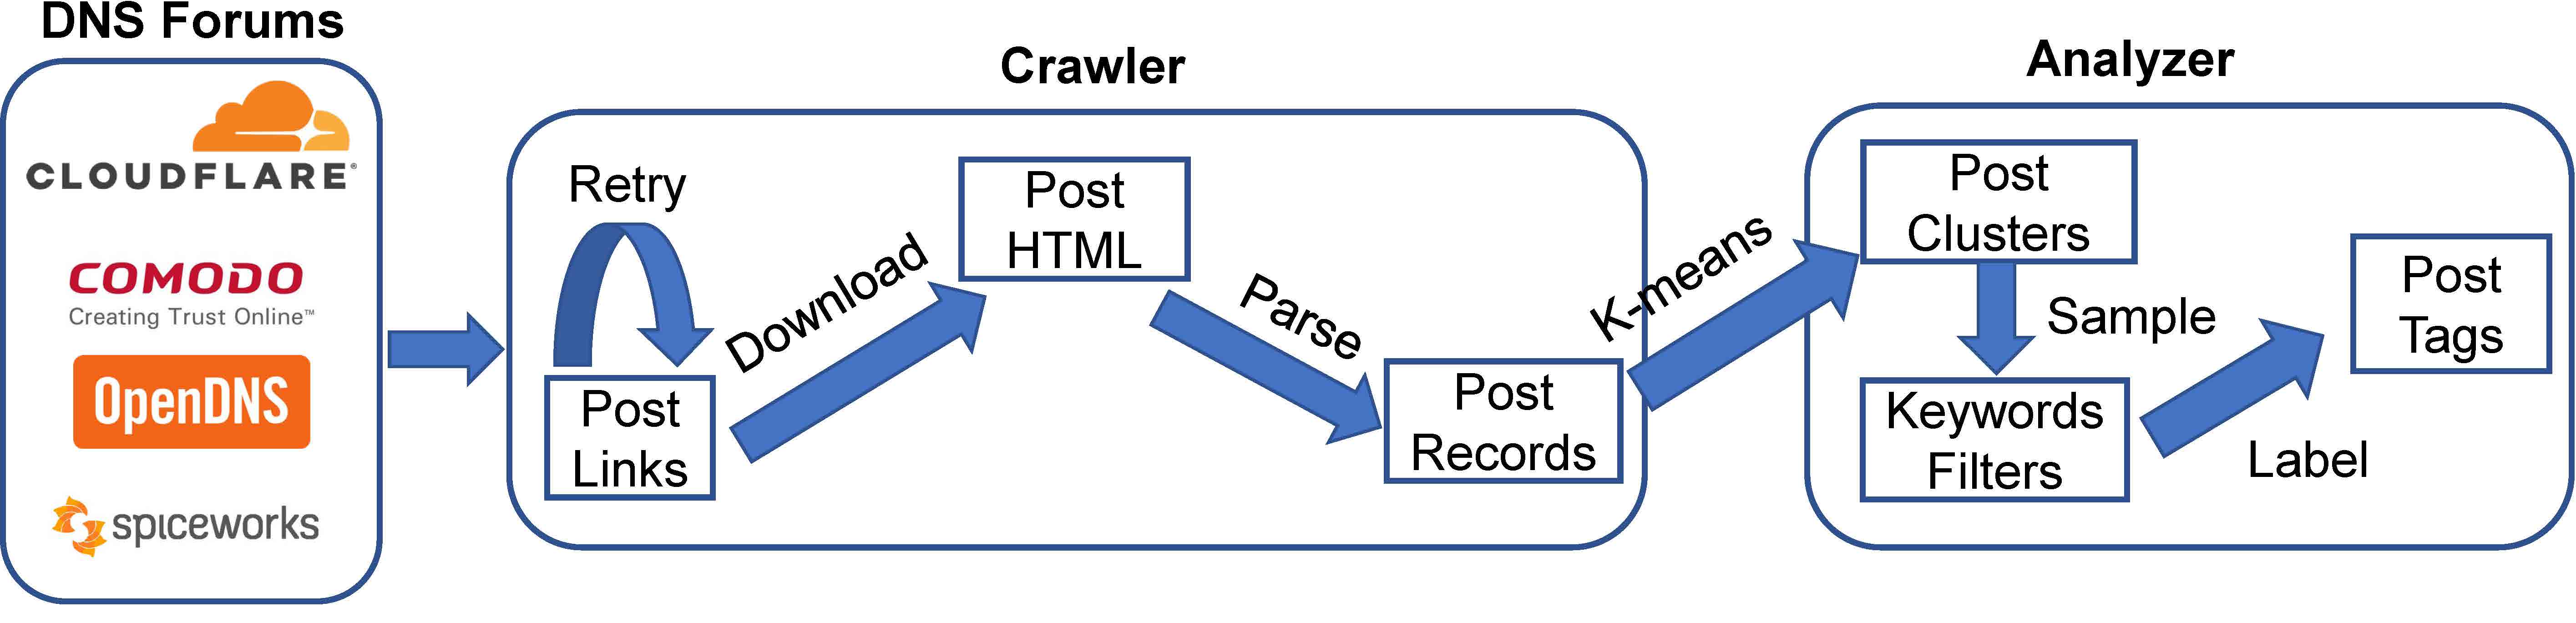 DNS Forums
CLOUDFLARE®
COMODO
Creating Trust Online™
OpenDNS
spiceworks
Crawler
Retry
Post
Links
Download
Post
HTML
Parse
Post
Records
K-means
Analyzer
Post
Clusters
Sample
Keywords
Filters
Label
Post
Tags